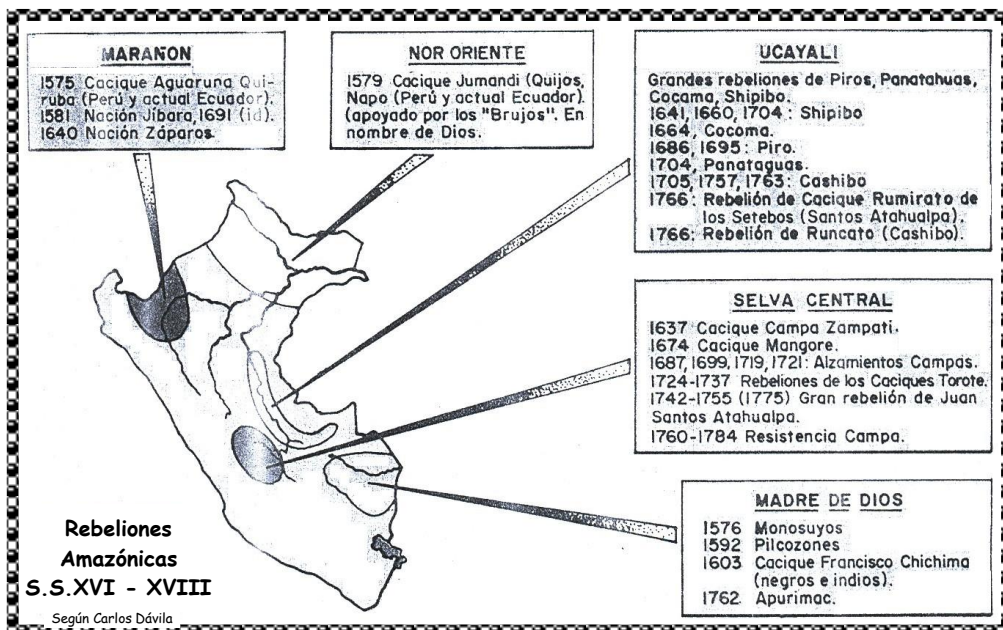 MARAÑON
1575 Cacique Aguaruna Qui-
ruba (Perú y actual Ecuador).
1581 Nación Jíbara, 1691 (id).
1640 Nación Záparos.
NOR ORIENTE
1579 Cacique Jumandi (Quijos,
Napo (Perú y actual Ecuador).
(apoyado por los "Brujos". En
nombre de Dios.
UCAYALI
Grandes rebeliones de Piros, Panatahuas,
Cocama, Shipibo.
1641, 1660, 1704: Shipibo
1664, Cocoma.
1686, 1695: Piro.
1704, Panataguas.
1705, 1757, 1763: Cashibo
1766: Rebelión de Cacique Rumirato de
los Setebos (Santos Atahualpa).
1766: Rebelión de Runcato (Cashibo).
SELVA CENTRAL
1637 Cacique Campa Zampati.
1674 Cacique Mangore.
1687, 1699, 1719, 1721: Alzamientos Campas.
1724-1737 Rebeliones de los Caciques Torote.
1742-1755 (1775) Gran rebelión de Juan
Santos Atahualpa.
1760-1784 Resistencia Campa.
MADRE DE DIOS
1576 Monosuyos
1592 Pilcozones
1603 Cacique Francisco Chichima
(negros e indios).
1762 Apurimac.
Rebeliones
Amazónicas
S.S.XVI - XVIII
Según Carlos Dávila